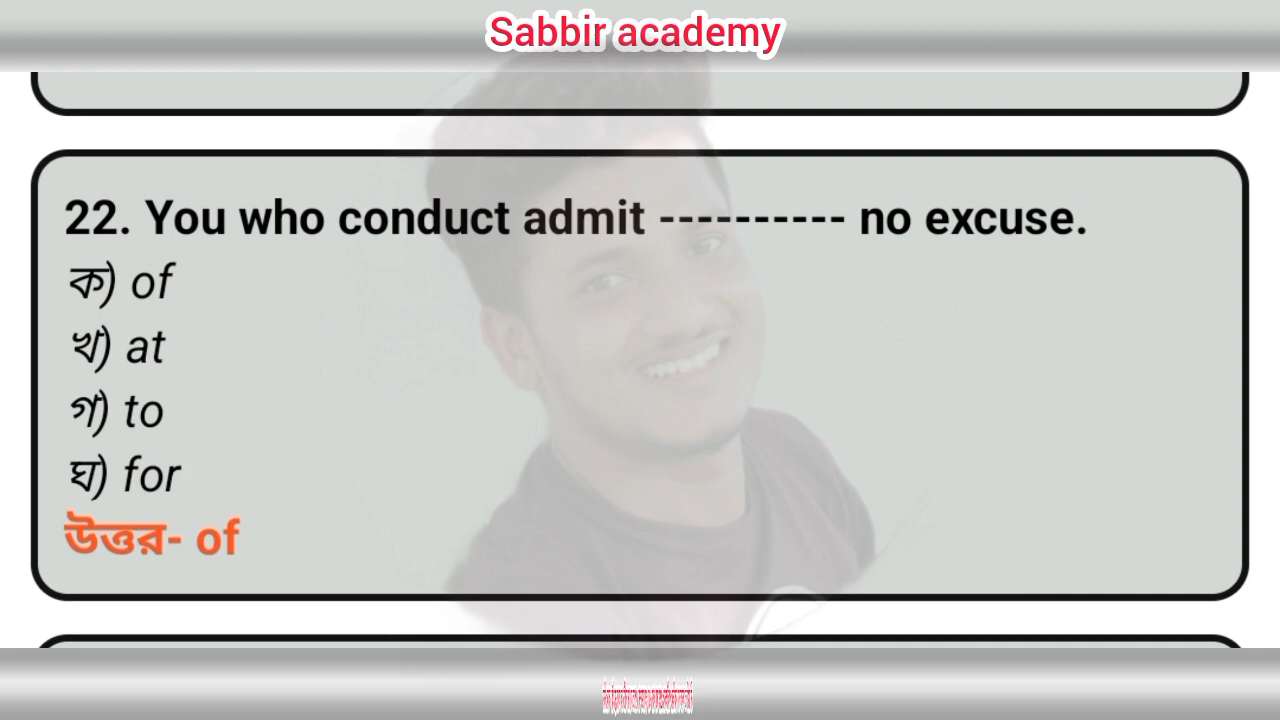 Sabbir academy
22. You who conduct admit ---------- no excuse.
ক) of
খ) at
গ) to
ঘ) for
উত্তর- of